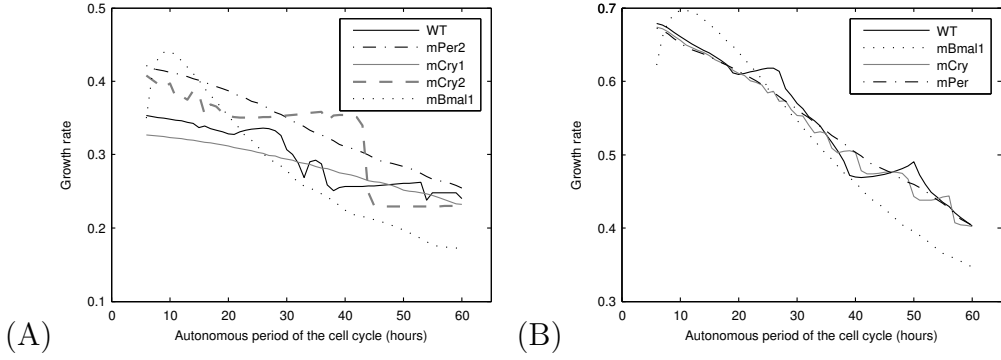 0.5
0.4
0.3
0.2
0.1
Growth rate
0 10 20 30 40 50 60
Autonomous period of the cell cycle (hours)
WT
mPer2
mCry1
mCry2
mBmal1
(A)
0.7
0.6
0.5
0.4
0.3
Growth rate
0 10 20 30 40 50 60
Autonomous period of the cell cycle (hours)
WT
mBmal1
mCry
mPer
(B)